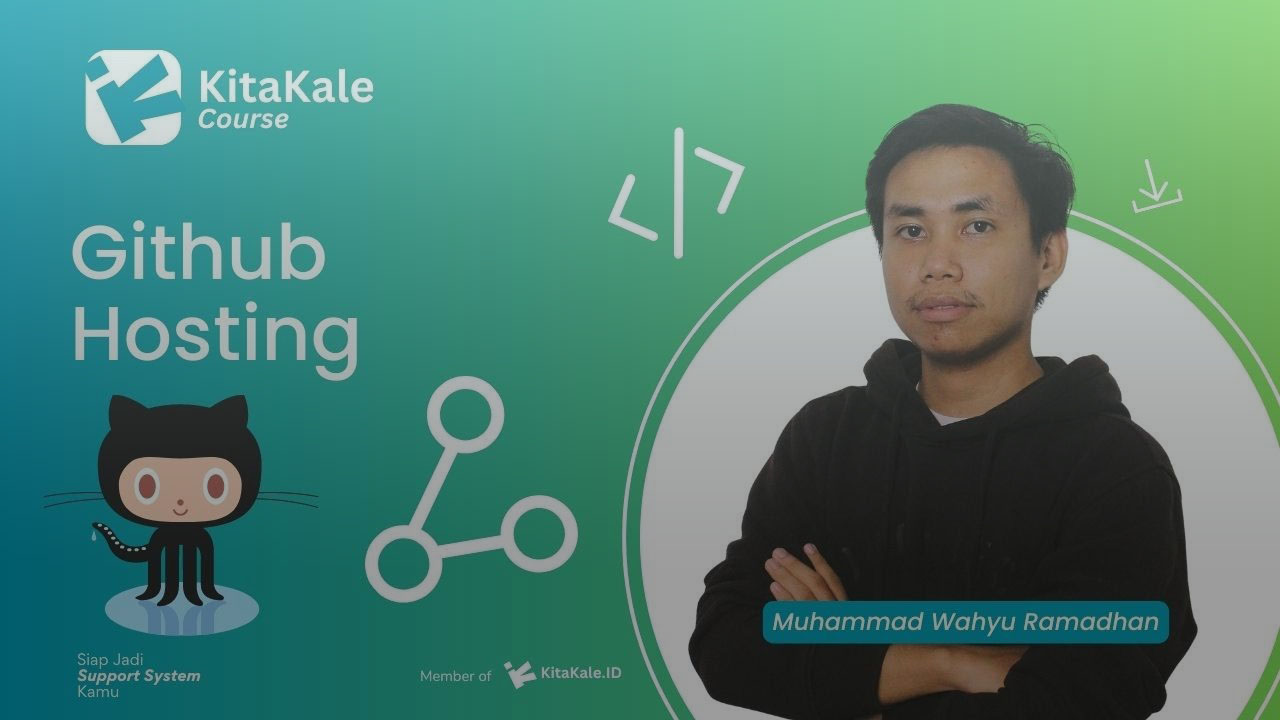 KitaKale
Course
Github
Hosting
Muhammad Wahyu Ramadhan
Siap Jadi
Support System
Kamu
Member of KitaKale.ID